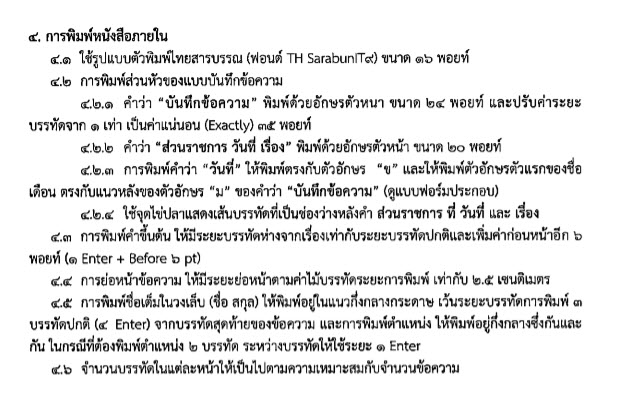 ๔. การพิมพ์หนังสือภายใน
๔.๑ ใช้รูปแบบตัวพิมพ์ไทยสารบรรณ (ฟอนต์ TH SarabunIT๙) ขนาด ๑๖ พอยท์
๔.๒ การพิมพ์ส่วนหัวของแบบบันทึกข้อความ
๔.๒.๑ คำว่า "บันทึกข้อความ" พิมพ์ด้วยอักษรตัวหนา ขนาด ๒๔ พอยท์ และปรับค่าระยะ
บรรทัดจาก ๑ เท่า เป็นค่าแน่นอน (Exactly) ๓๕ พอยท์
๔.๒.๒ คำว่า "ส่วนราชการ วันที่ เรื่อง" พิมพ์ด้วยอักษรตัวหน้า ขนาด ๒๐ พอยท์
๔.๒.๓ การพิมพ์คำว่า "วันที่" ให้พิมพ์ตรงกับตัวอักษร "ข" และให้พิมพ์ตัวอักษรตัวแรกของชื่อ
เดือน ตรงกับแนวหลังของตัวอักษร "ม" ของคำว่า "บันทึกข้อความ" (ดูแบบฟอร์มประกอบ)
๔.๒.๔ ใช้จุดไข่ปลาแสดงเส้นบรรทัดที่เป็นช่องว่างหลังคำ ส่วนราชการ ที่ วันที่ และ เรื่อง
๔.๓ การพิมพ์คำขึ้นต้น ให้มีระยะบรรทัดห่างจากเรื่องเท่ากับระยะบรรทัดปกติและเพิ่มค่าก่อนหน้าอีก ๖
พอยท์ (๑ Enter + Before ๖ pt)
๔.๔ การย่อหน้าข้อความ ให้มีระยะย่อหน้าตามค่าไม้บรรทัดระยะการพิมพ์ เท่ากับ ๒.๕ เซนติเมตร
๔.๕ การพิมพ์ชื่อเต็มในวงเล็บ (ชื่อ สกุล) ให้พิมพ์อยู่ในแนวกึ่งกลางกระดาษ เว้นระยะบรรทัดการพิมพ์ ๓
บรรทัดปกติ (๔ Enter) จากบรรทัดสุดท้ายของข้อความ และการพิมพ์ตำแหน่ง ให้พิมพ์อยู่กึ่งกลางซึ่งกันและ
กัน ในกรณีที่ต้องพิมพ์ตำแหน่ง ๒ บรรทัด ระหว่างบรรทัดให้ใช้ระยะ ๑ Enter
๔.๖ จำนวนบรรทัดในแต่ละหน้าให้เป็นไปตามความเหมาะสมกับจำนวนข้อความ